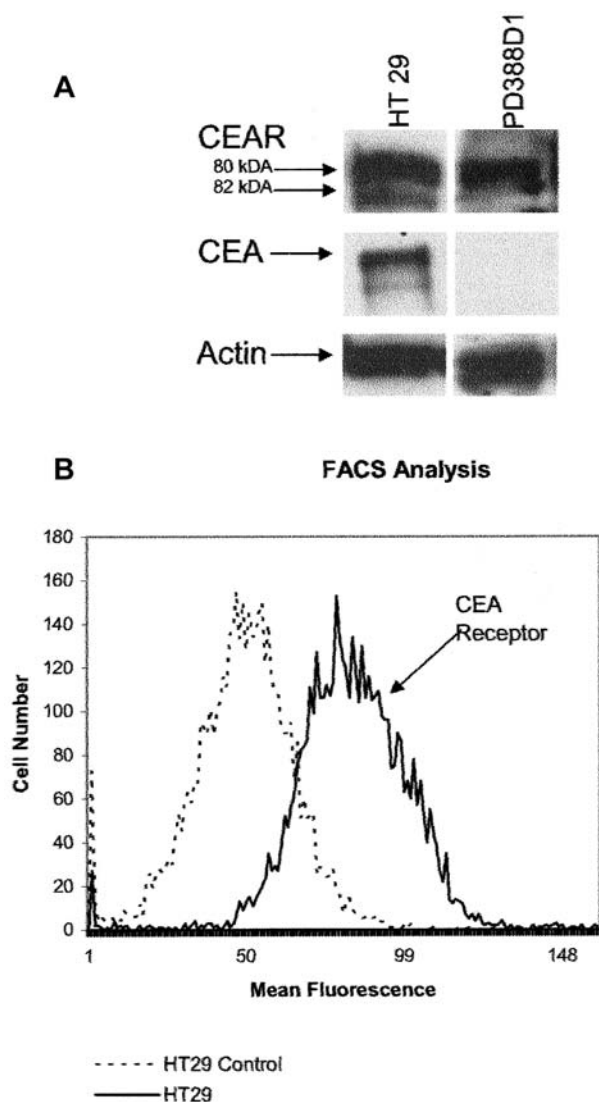 A
HT 29
PD388D1
CEAR
80 kDA
82 kDA
CEA
Actin
B
FACS Analysis
180
160
140
120
100
80
60
40
20
0
Cell Number
CEA
Receptor
1 50 99 148
Mean Fluorescence
HT29 Control
HT29